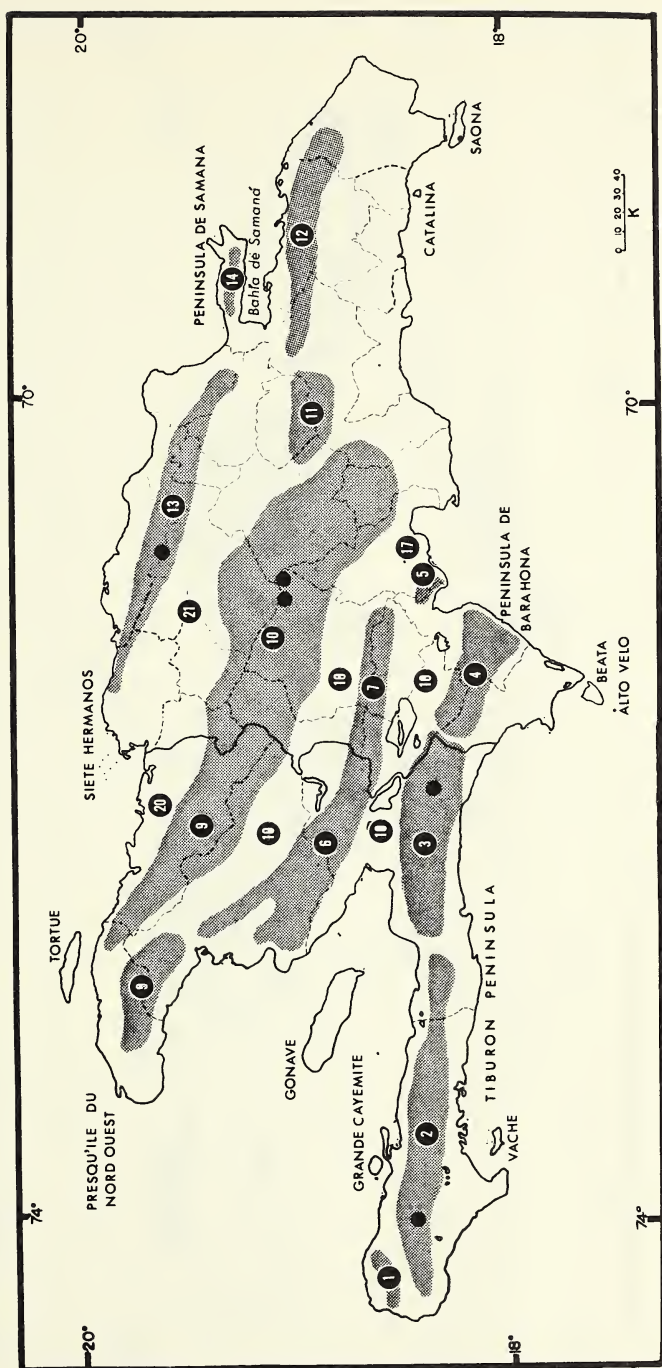 74°
70°
20°
20°
TORTUE
SIETE HERMANOS
PRESQU'ILE DU
NORD OUEST
PENINSULA DE SAMANA
Bahía de Samaná
9
20
13
21
14
9
19
10
11
12
GONAVE
6
18
7
GRANDE CAYEMITE
10
16
17
5
1
2
3
4
CATALINA
SAONA
TIBURON PENINSULA
VACHE
PENINSULA DE
BARAHONA
BEATA
ALTO VELO
0 10 20 30 40
K
18°
18°
74°
70°